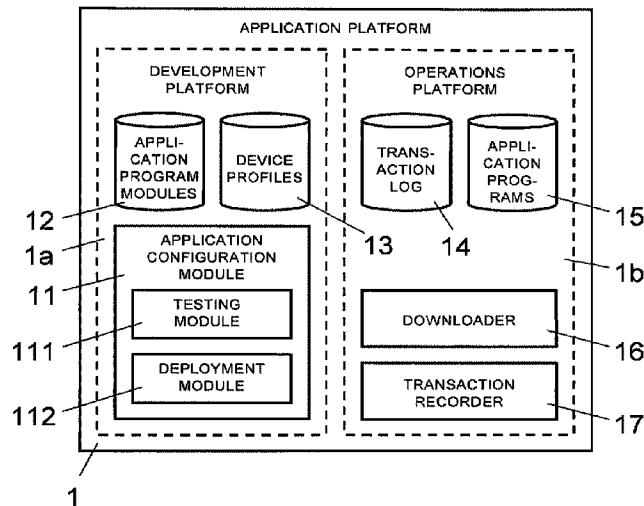 APPLICATION PLATFORM
DEVELOPMENT
PLATFORM
OPERATIONS
PLATFORM
APPLI-
CATION
PROGRAM
MODULES
DEVICE
PROFILES
TRANS-
ACTION
LOG
APPLI-
CATION
PROG-
RAMS
12
13
14
15
1a
1b
11
APPLICATION
CONFIGURATION
MODULE
111
TESTING
MODULE
DOWNLOADER
16
112
DEPLOYMENT
MODULE
TRANSACTION
RECORDER
17
1